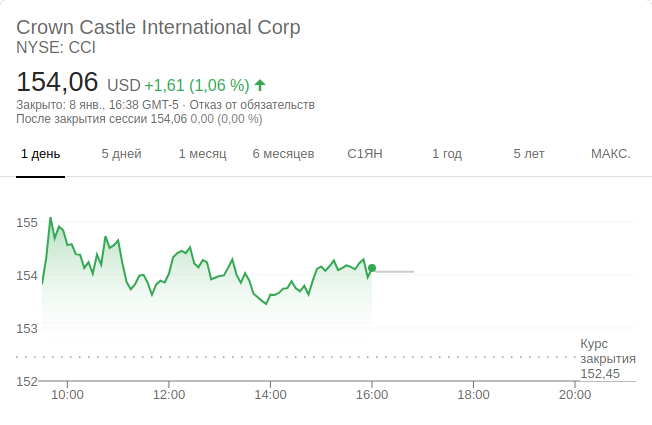 Crown Castle International Corp
NYSE: CCI
154,06 USD +1,61 (1,06 %)
Закрыто: 8 янв., 16:38 GMT-5 · Отказ от обязательств
После закрытия сессии 154,06 0,00 (0,00 %)
1 день 5 дней 1 месяц 6 месяцев С1ЯН 1 год 5 лет МАКС.
155
154
153
Курс
закрытия
152,45
152
10:00 12:00 14:00 16:00 18:00 20:00